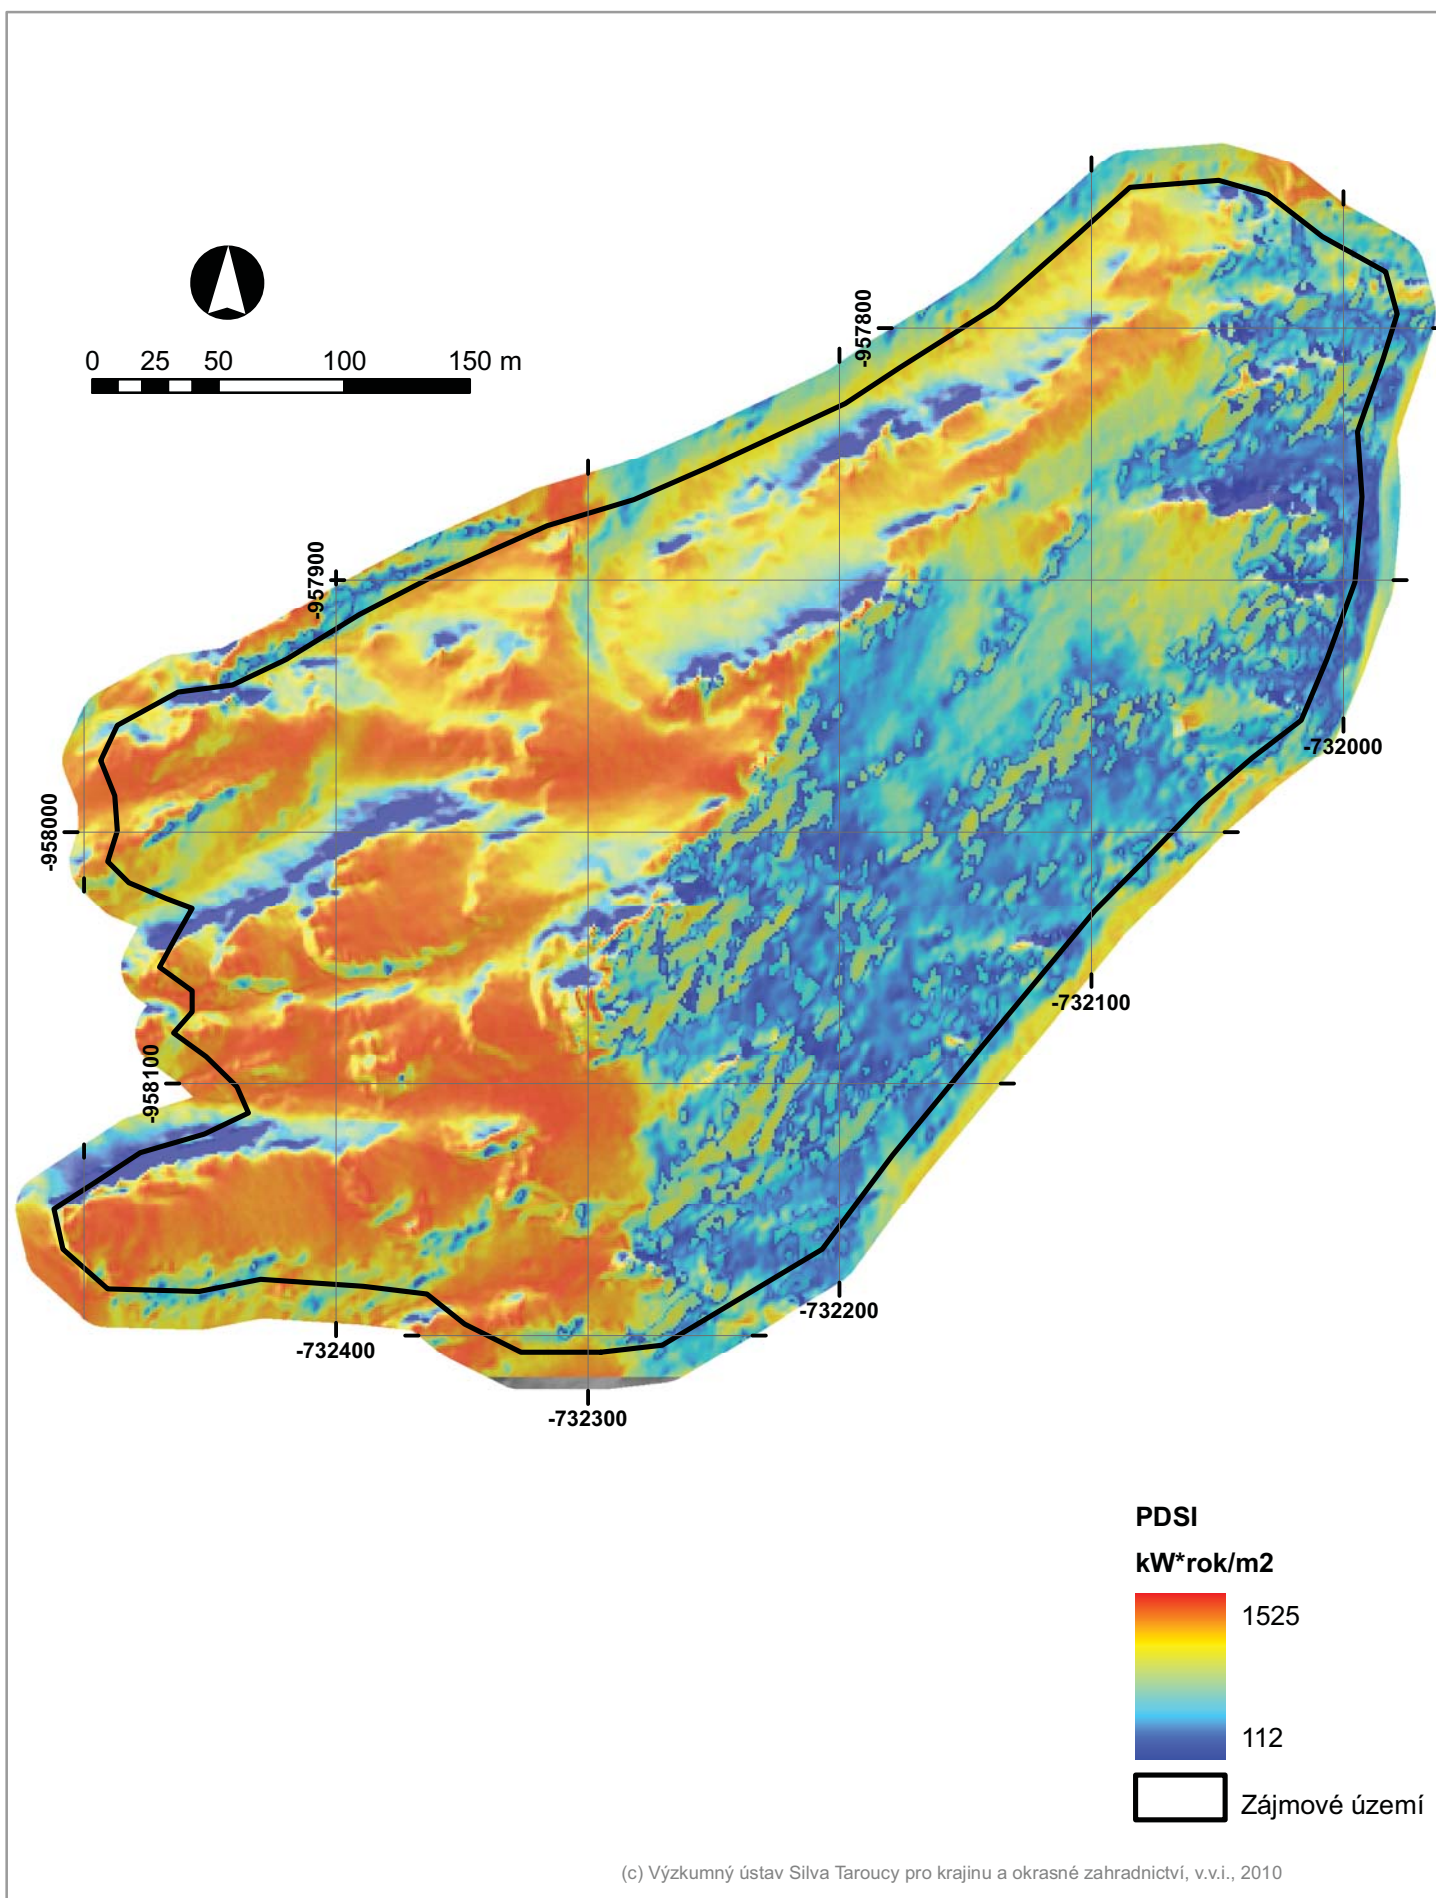 0 25 50 100 150 m
-957800
-957900
-732000
-958000
-732100
-958100
-732200
-732400
-732300
PDSI
kW*rok/m2
1525
112
Zájmové území
(c) Výzkumný ústav Silva Taroucy pro krajinu a okrasné zahradnictví, v.v.i., 2010